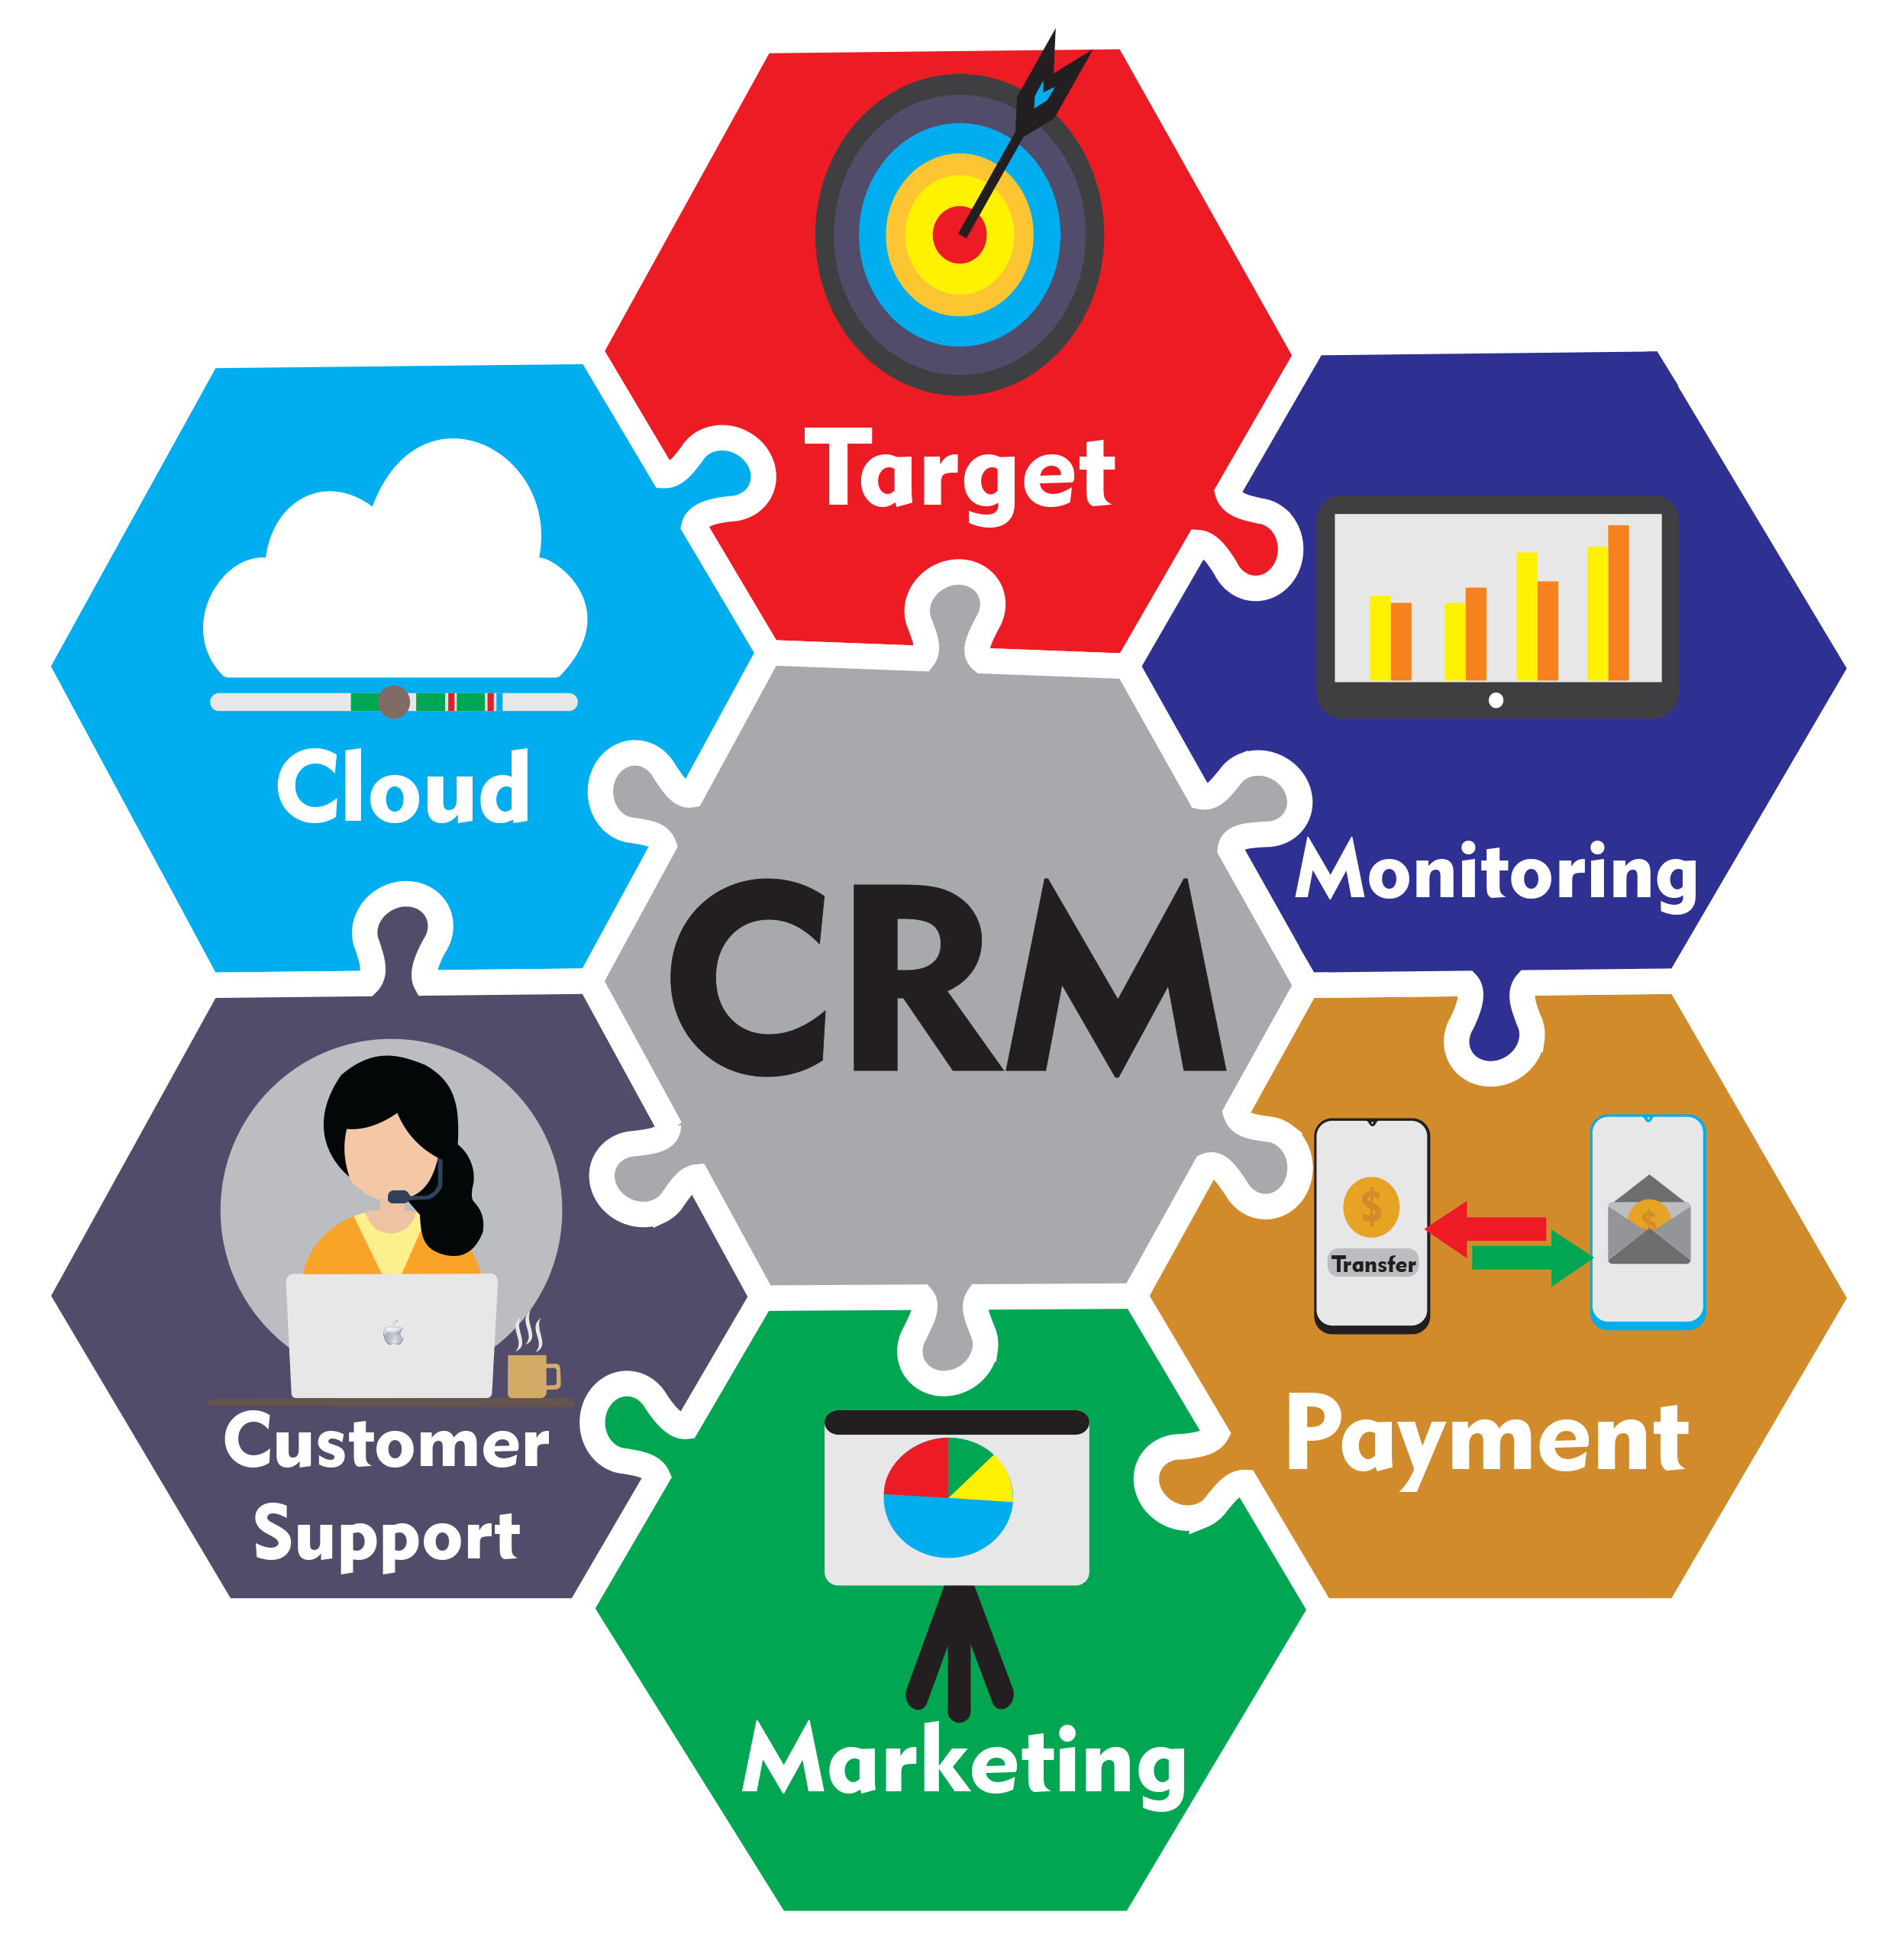 Target
Cloud
Monitoring
CRM
$
Transfer
$
Customer
Support
Payment
Marketing